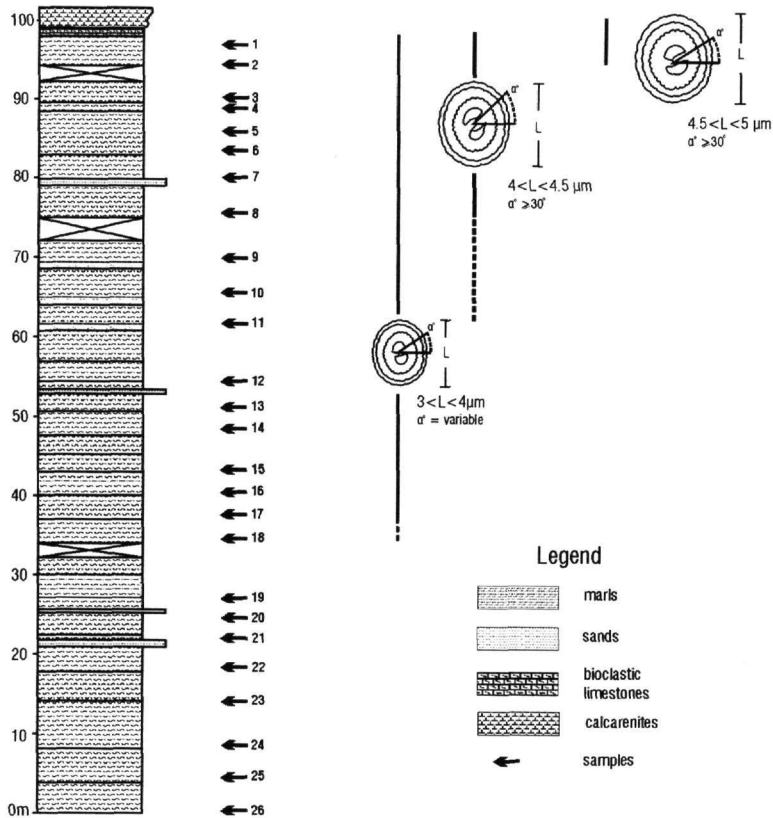 100
90
80
70
60
50
40
30
20
10
0m
1
2
3
4
5
6
7
8
9
10
11
12
13
14
15
16
17
18
19
20
21
22
23
24
25
26
α°
L
3<L<4µm
α° = variable
α°
L
4<L<4.5 µm
α° ⩾30°
α°
L
4.5<L<5 µm
α° ⩾30°
Legend
marls
sands
bioclastic
limestones
calcarenites
samples